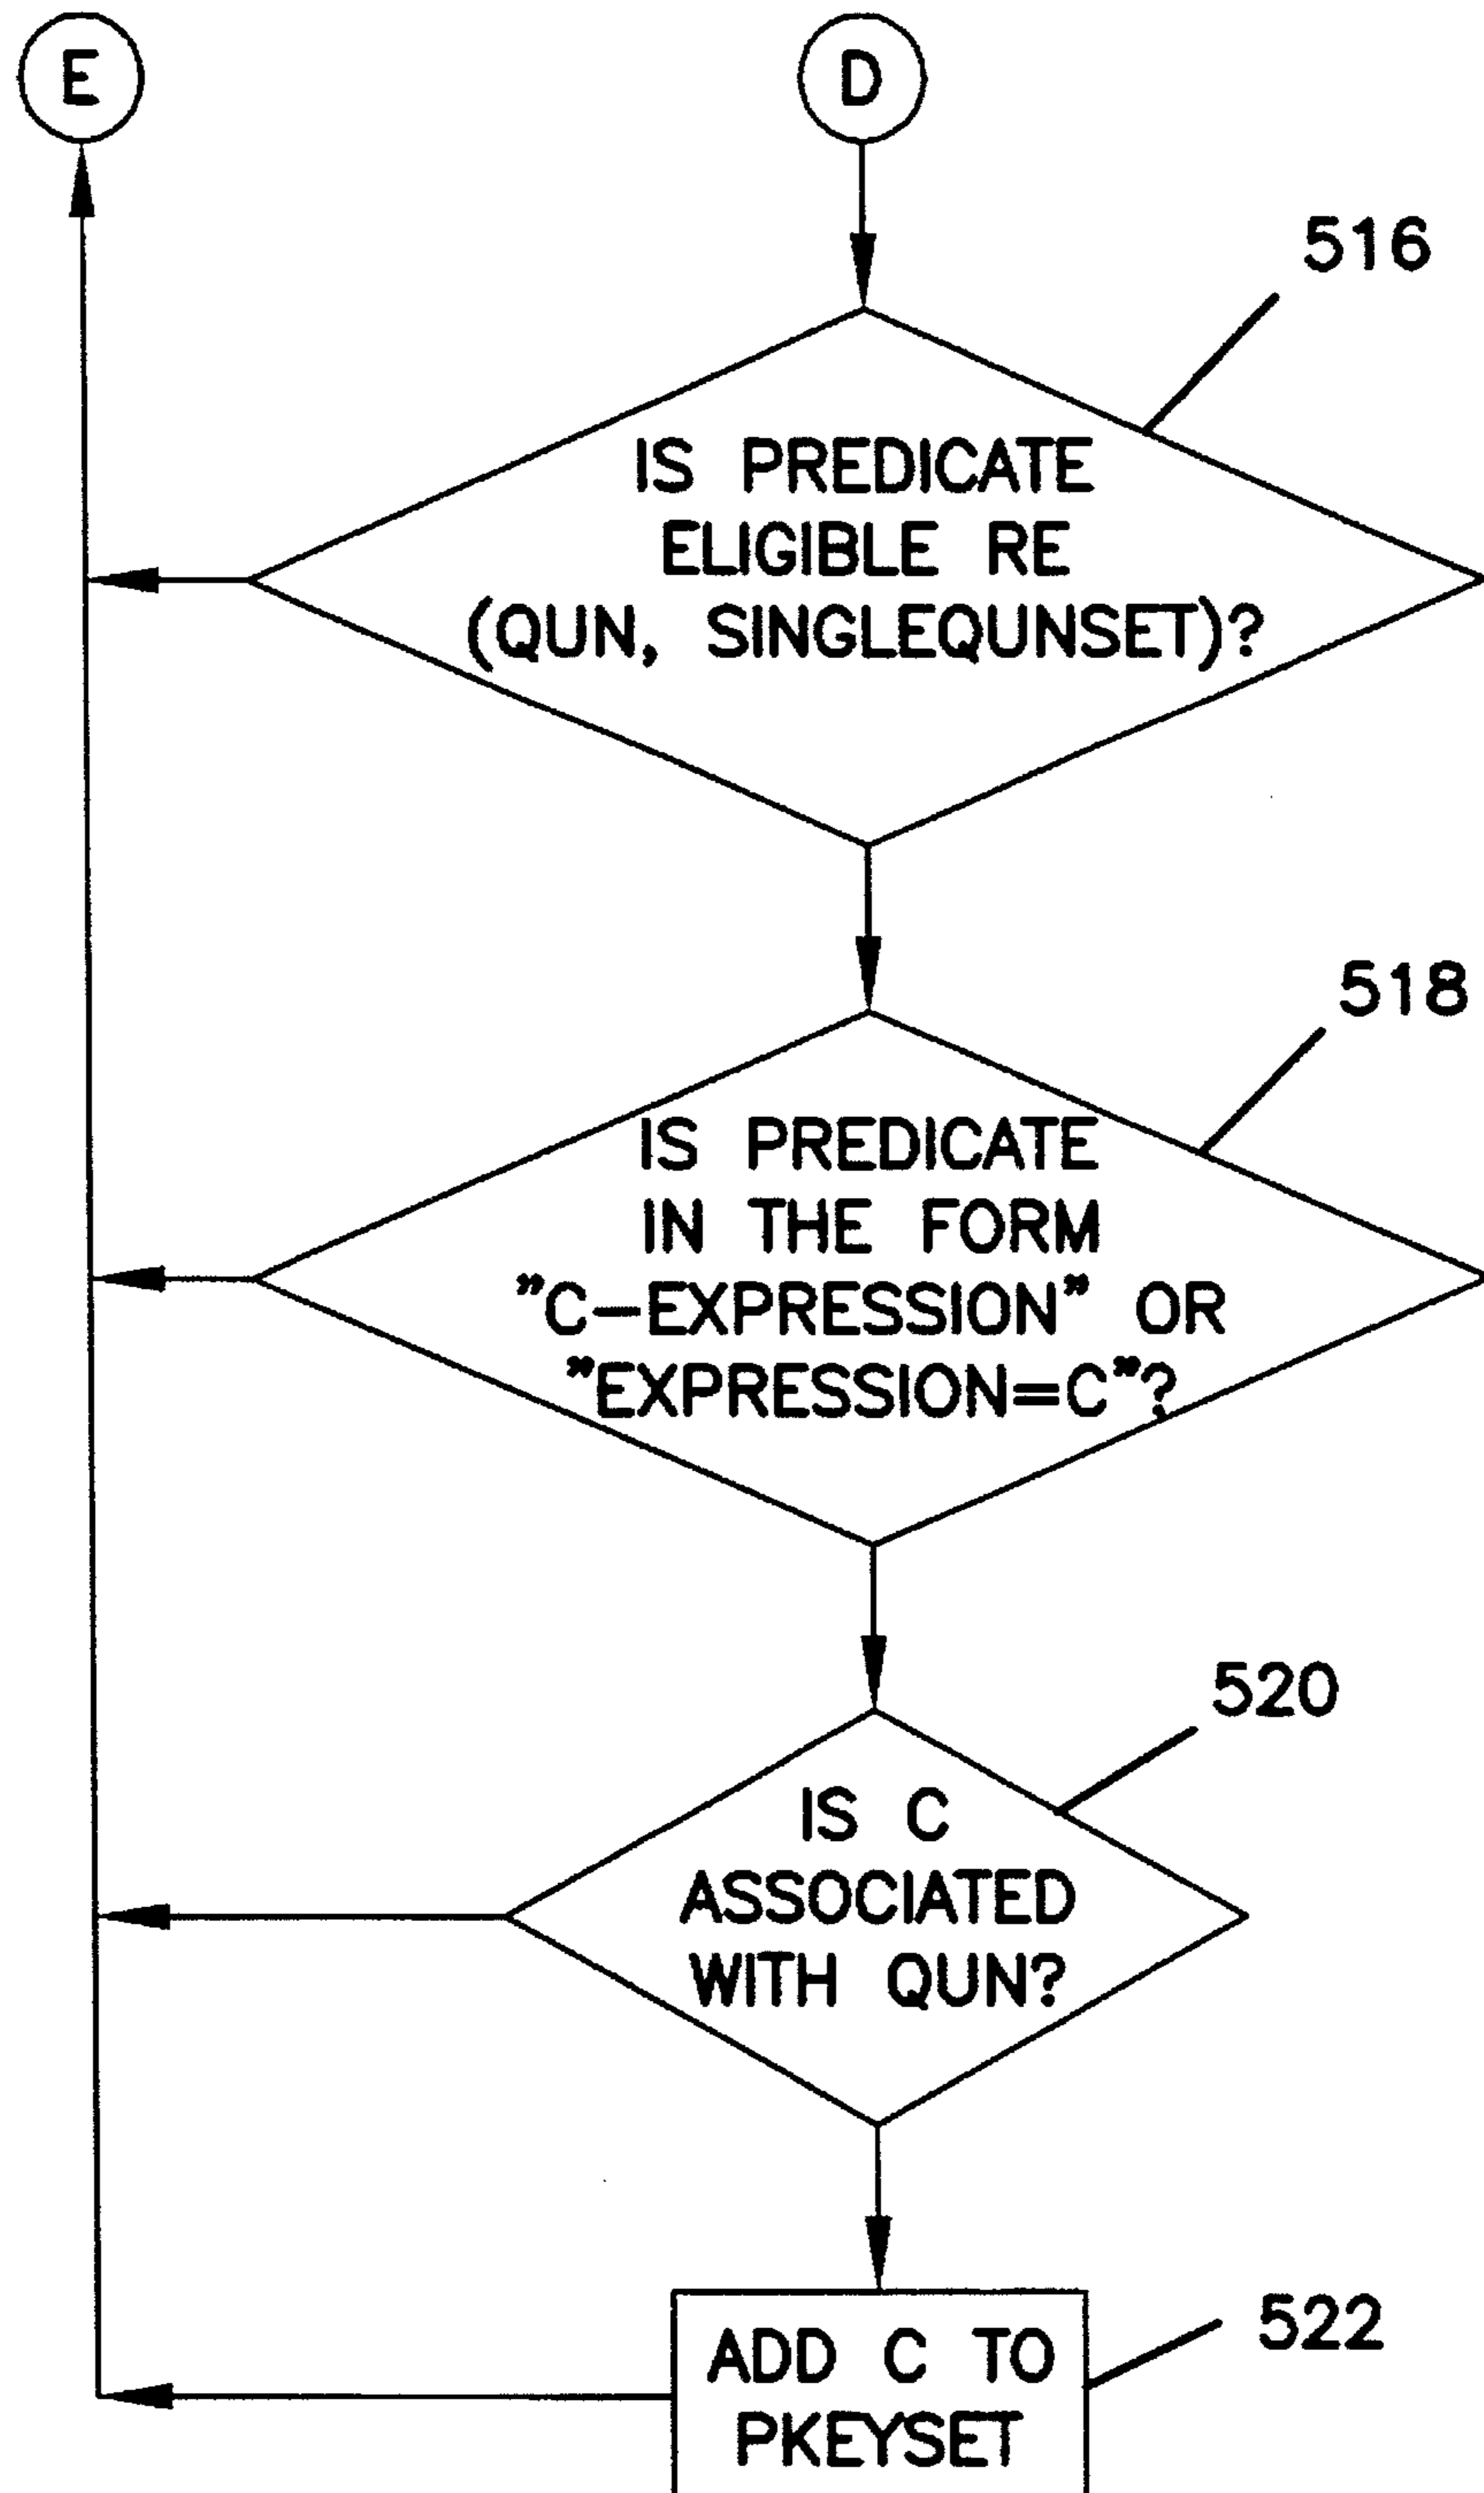 E
D
516
IS PREDICATE
ELIGIBLE RE
(QUN, SINGLEQUNSET)?
518
IS PREDICATE
IN THE FORM
"C-EXPRESSION" OR
"EXPRESSION=C"?
520
IS C
ASSOCIATED
WITH QUN?
522
ADD C TO
PKEYSET